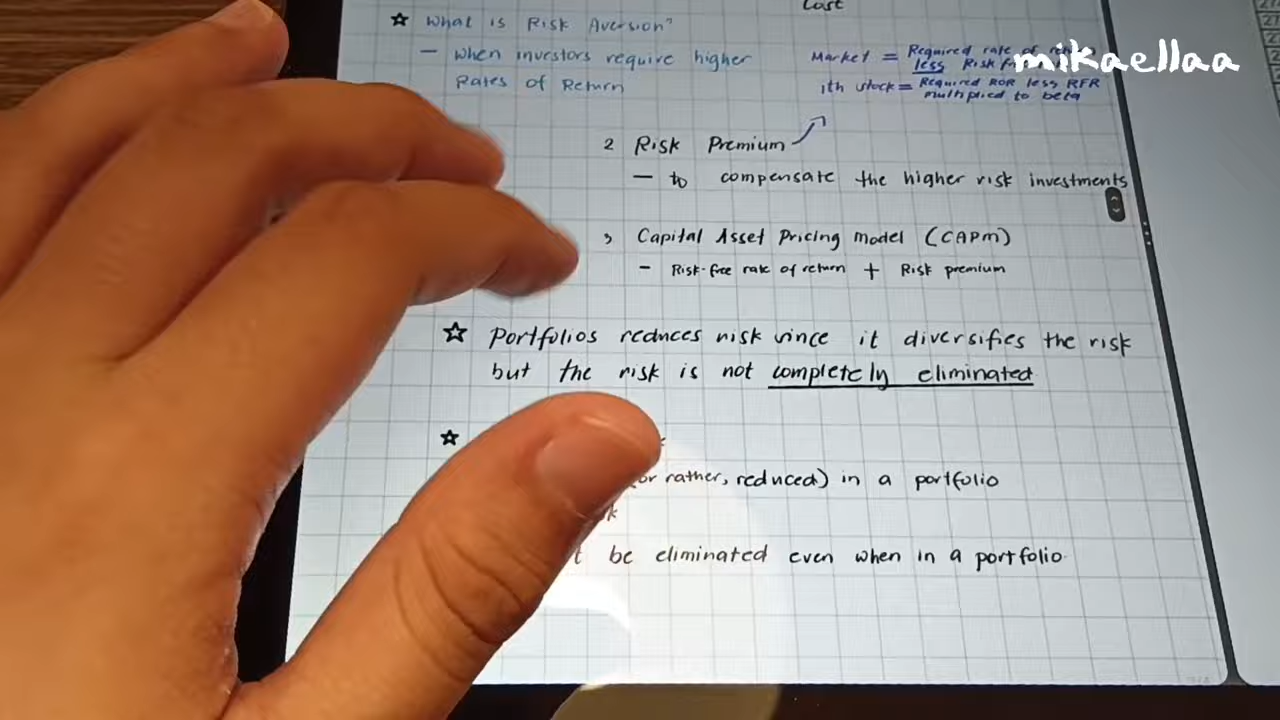 Cost
☆ What is Risk Aversion?
- When investors require higher
Rates of Return
Market = Required rate of
less Risk
ith stock = Required ROR less RFR
multiplied to beta
mikaellaa
2 Risk Premium
- to compensate the higher risk investments
3 Capital Asset Pricing Model (CAPM)
- Risk-free rate of return + Risk premium
☆ Portfolios reduces risk since it diversifies the risk
but the risk is not completely eliminated
☆
(or rather, reduced) in a portfolio
be eliminated even when in a portfolio.